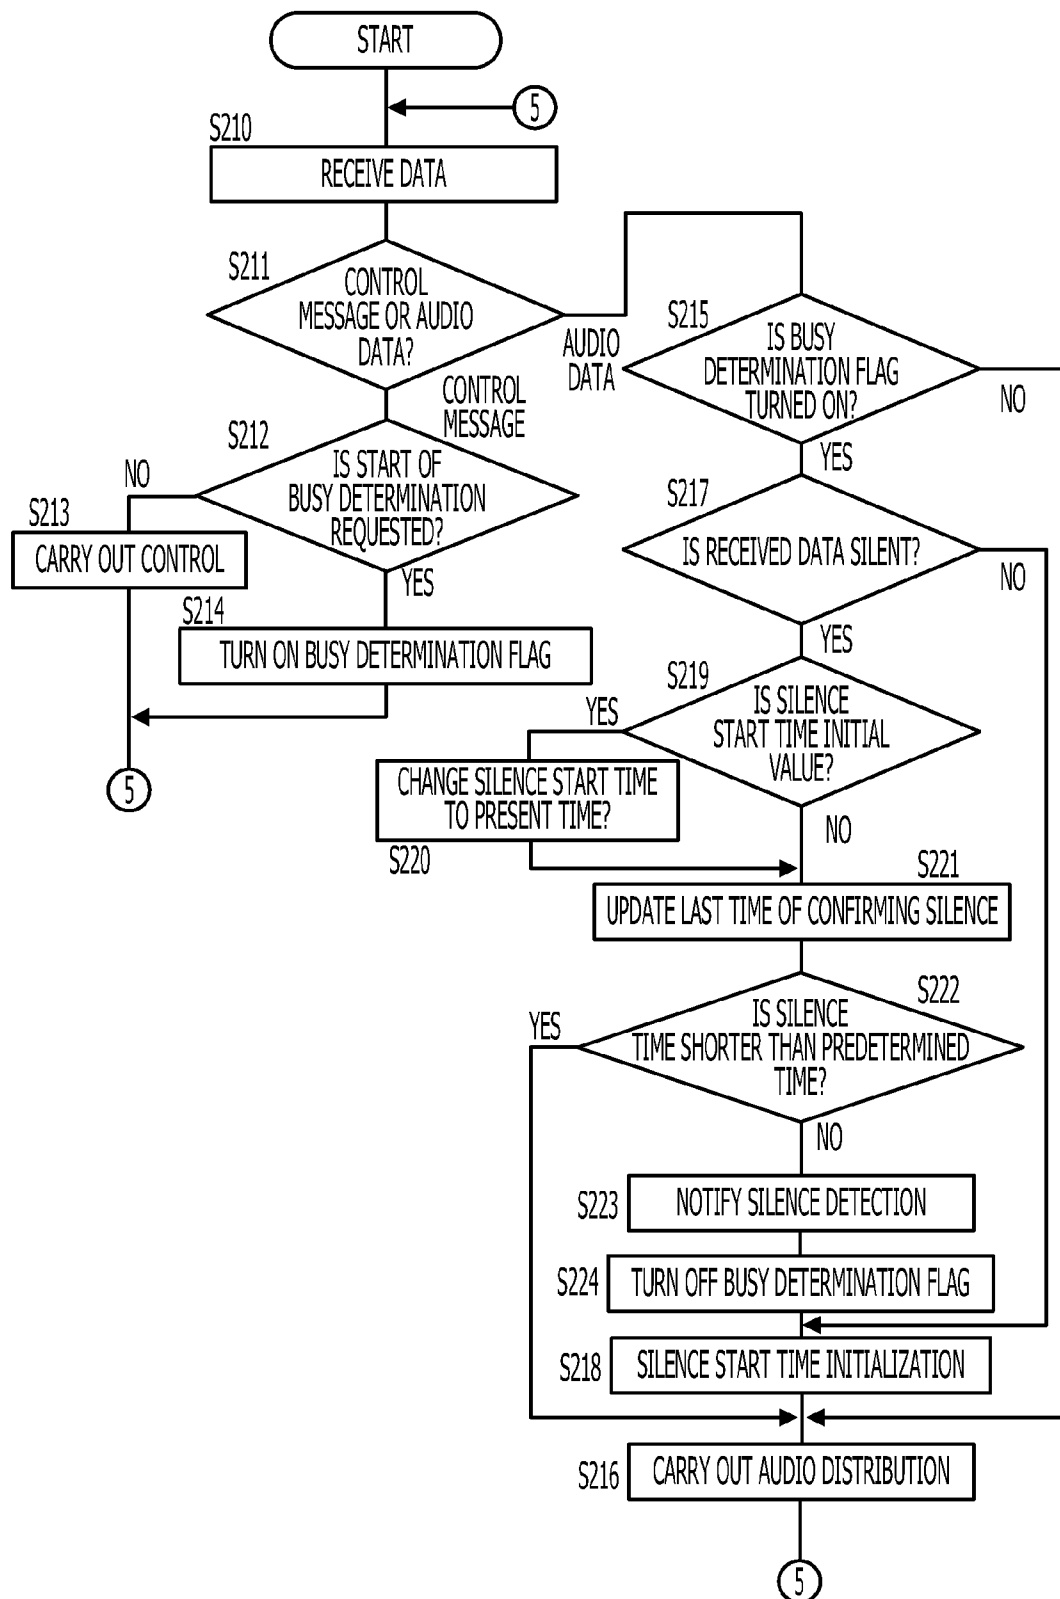 START
5
S210
RECEIVE DATA
S211
CONTROL
MESSAGE OR AUDIO
DATA?
AUDIO
DATA
CONTROL
MESSAGE
S212
IS START OF
BUSY DETERMINATION
REQUESTED?
NO
S213
CARRY OUT CONTROL
YES
S214
TURN ON BUSY DETERMINATION FLAG
5
S215
IS BUSY
DETERMINATION FLAG
TURNED ON?
NO
YES
S217
IS RECEIVED DATA SILENT?
NO
YES
S219
IS SILENCE
START TIME INITIAL
VALUE?
YES
CHANGE SILENCE START TIME
TO PRESENT TIME?
S220
NO
S221
UPDATE LAST TIME OF CONFIRMING SILENCE
S222
IS SILENCE
TIME SHORTER THAN PREDETERMINED
TIME?
YES
NO
S223
NOTIFY SILENCE DETECTION
S224
TURN OFF BUSY DETERMINATION FLAG
S218
SILENCE START TIME INITIALIZATION
S216
CARRY OUT AUDIO DISTRIBUTION
5